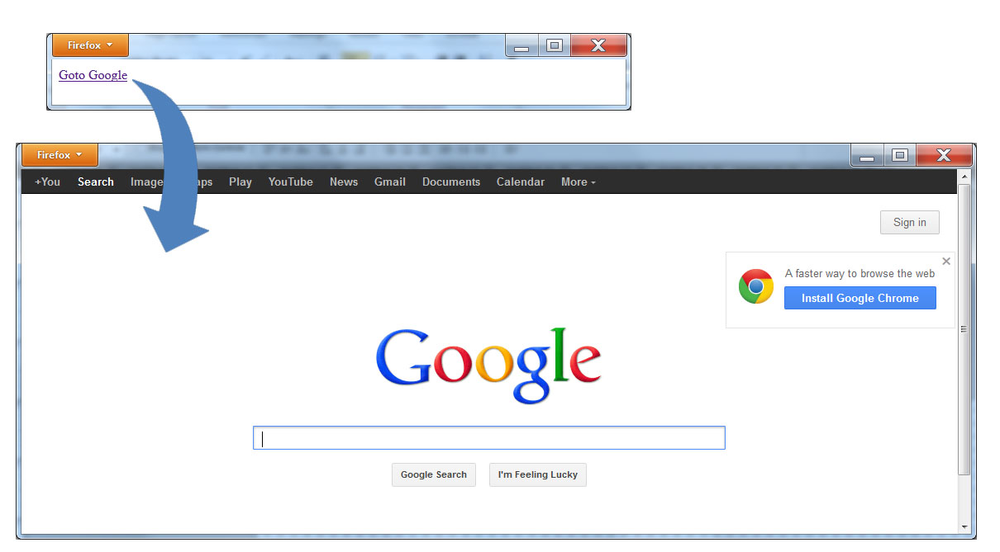 Firefox
Goto Google
Firefox
+You Search Image aps Play YouTube News Gmail Documents Calendar More
Sign in
A faster way to browse the web
Install Google Chrome
Google
Google Search I'm Feeling Lucky